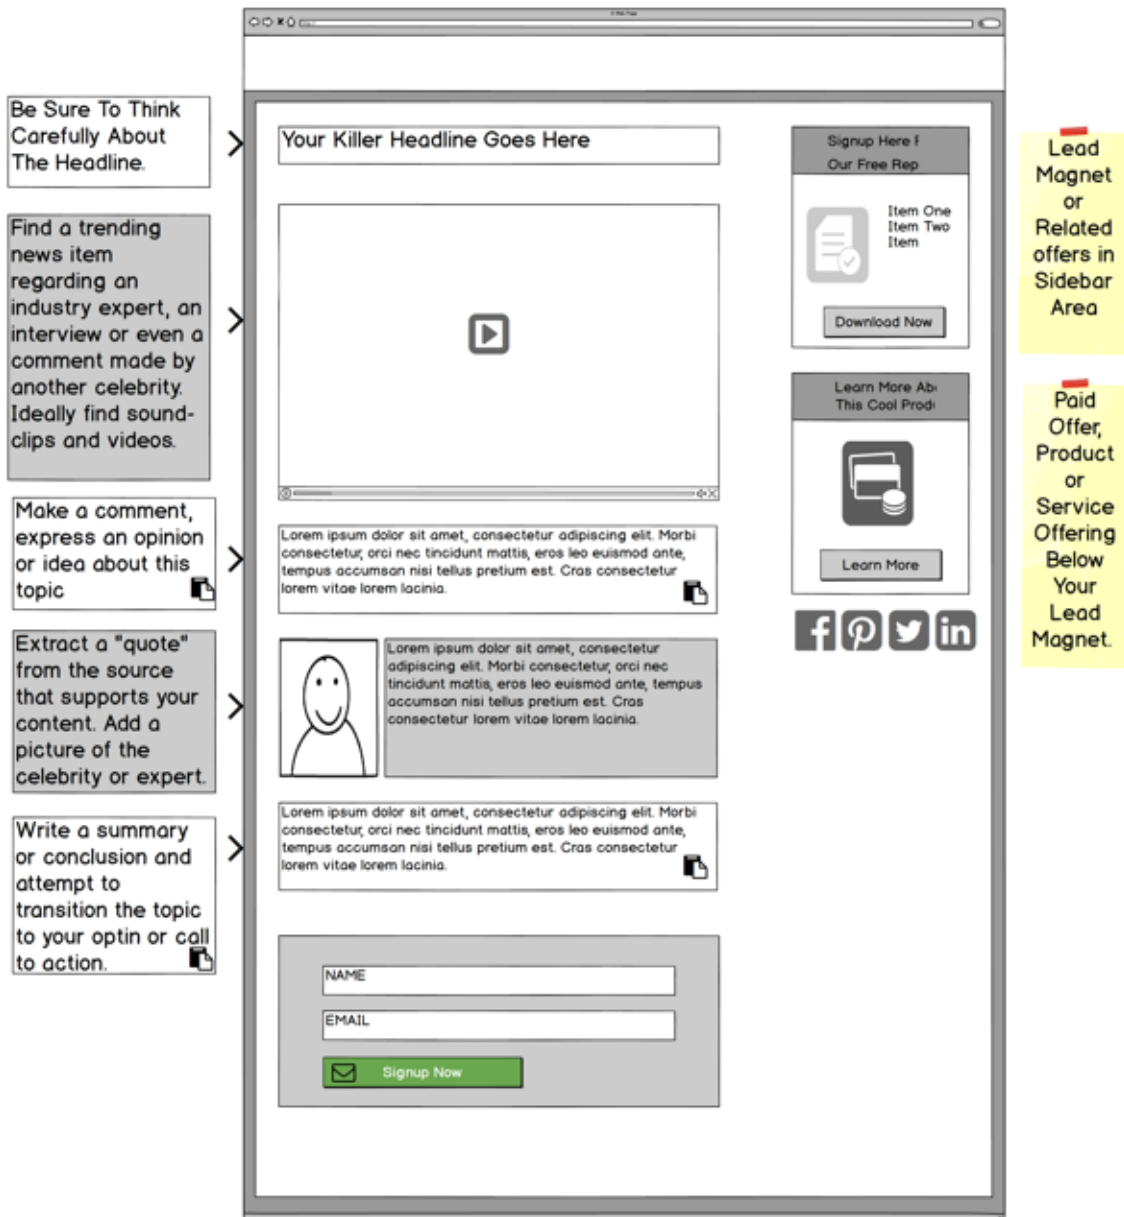 Be Sure To Think
Carefully About
The Headline.
Find a trending
news item
regarding an
industry expert, an
interview or even a
comment made by
another celebrity.
Ideally find sound-
clips and videos.
Make a comment,
express an opinion
or idea about this
topic
Extract a "quote"
from the source
that supports your
content. Add a
picture of the
celebrity or expert.
Write a summary
or conclusion and
attempt to
transition the topic
to your optin or call
to action.
Your Killer Headline Goes Here
Lorem ipsum dolor sit amet, consectetur adipiscing elit. Morbi
consectetur, orci nec tincidunt mattis, eros leo euismod ante,
tempus accumsan nisi tellus pretium est. Cras consectetur
lorem vitae lorem lacinia.
Lorem ipsum dolor sit amet, consectetur
adipiscing elit. Morbi consectetur, orci nec
tincidunt mattis, eros leo euismod ante, tempus
accumsan nisi tellus pretium est. Cras
consectetur lorem vitae lorem lacinia.
Lorem ipsum dolor sit amet, consectetur adipiscing elit. Morbi
consectetur, orci nec tincidunt mattis, eros leo euismod ante,
tempus accumsan nisi tellus pretium est. Cras consectetur
lorem vitae lorem lacinia.
NAME
EMAIL
Signup Now
Signup Here F
Our Free Rep
Item One
Item Two
Item
Download Now
Learn More Ab
This Cool Prod
Learn More
Lead
Magnet
or
Related
offers in
Sidebar
Area
Paid
Offer,
Product
or
Service
Offering
Below
Your
Lead
Magnet.